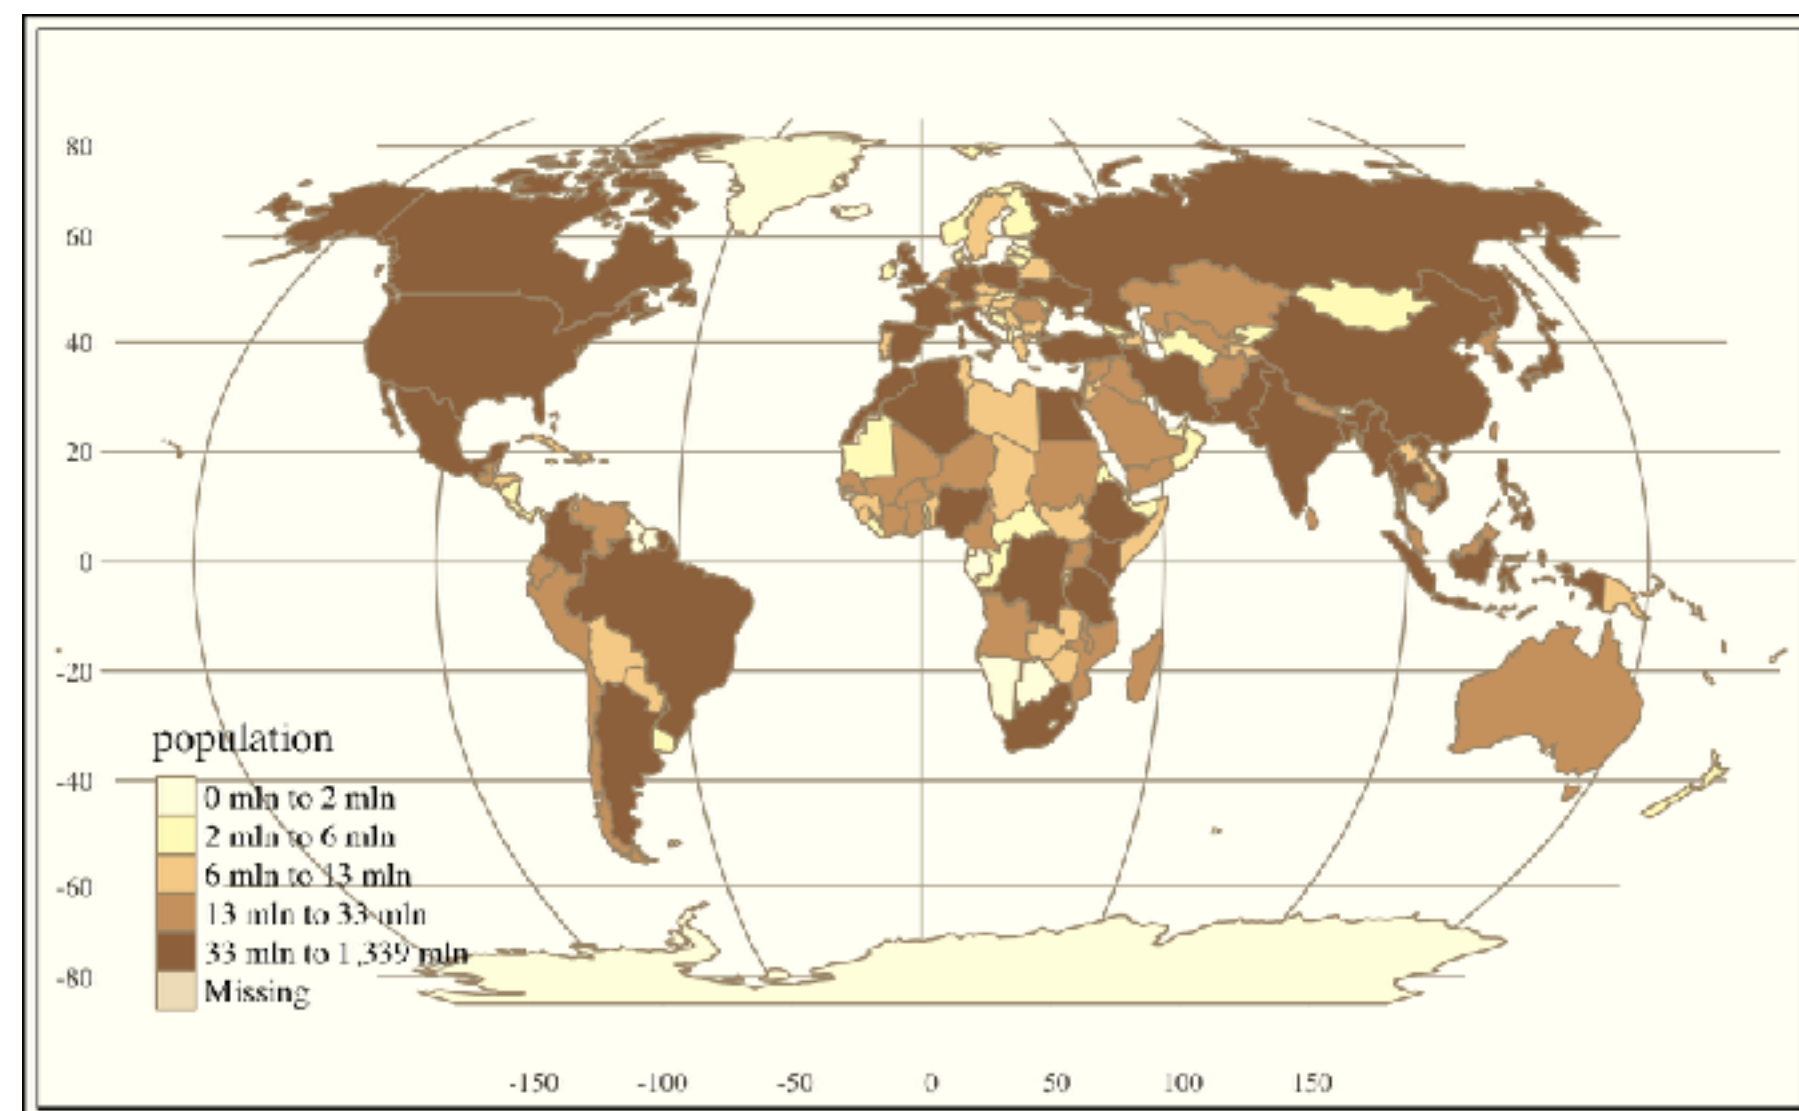 80
60
40
20
0
-20
-40
-60
-80
population
0 mln to 2 mln
2 mln to 6 mln
6 mln to 13 mln
13 mln to 33 mln
33 mln to 1,339 mln
Missing
-150 -100 -50 0 50 100 150